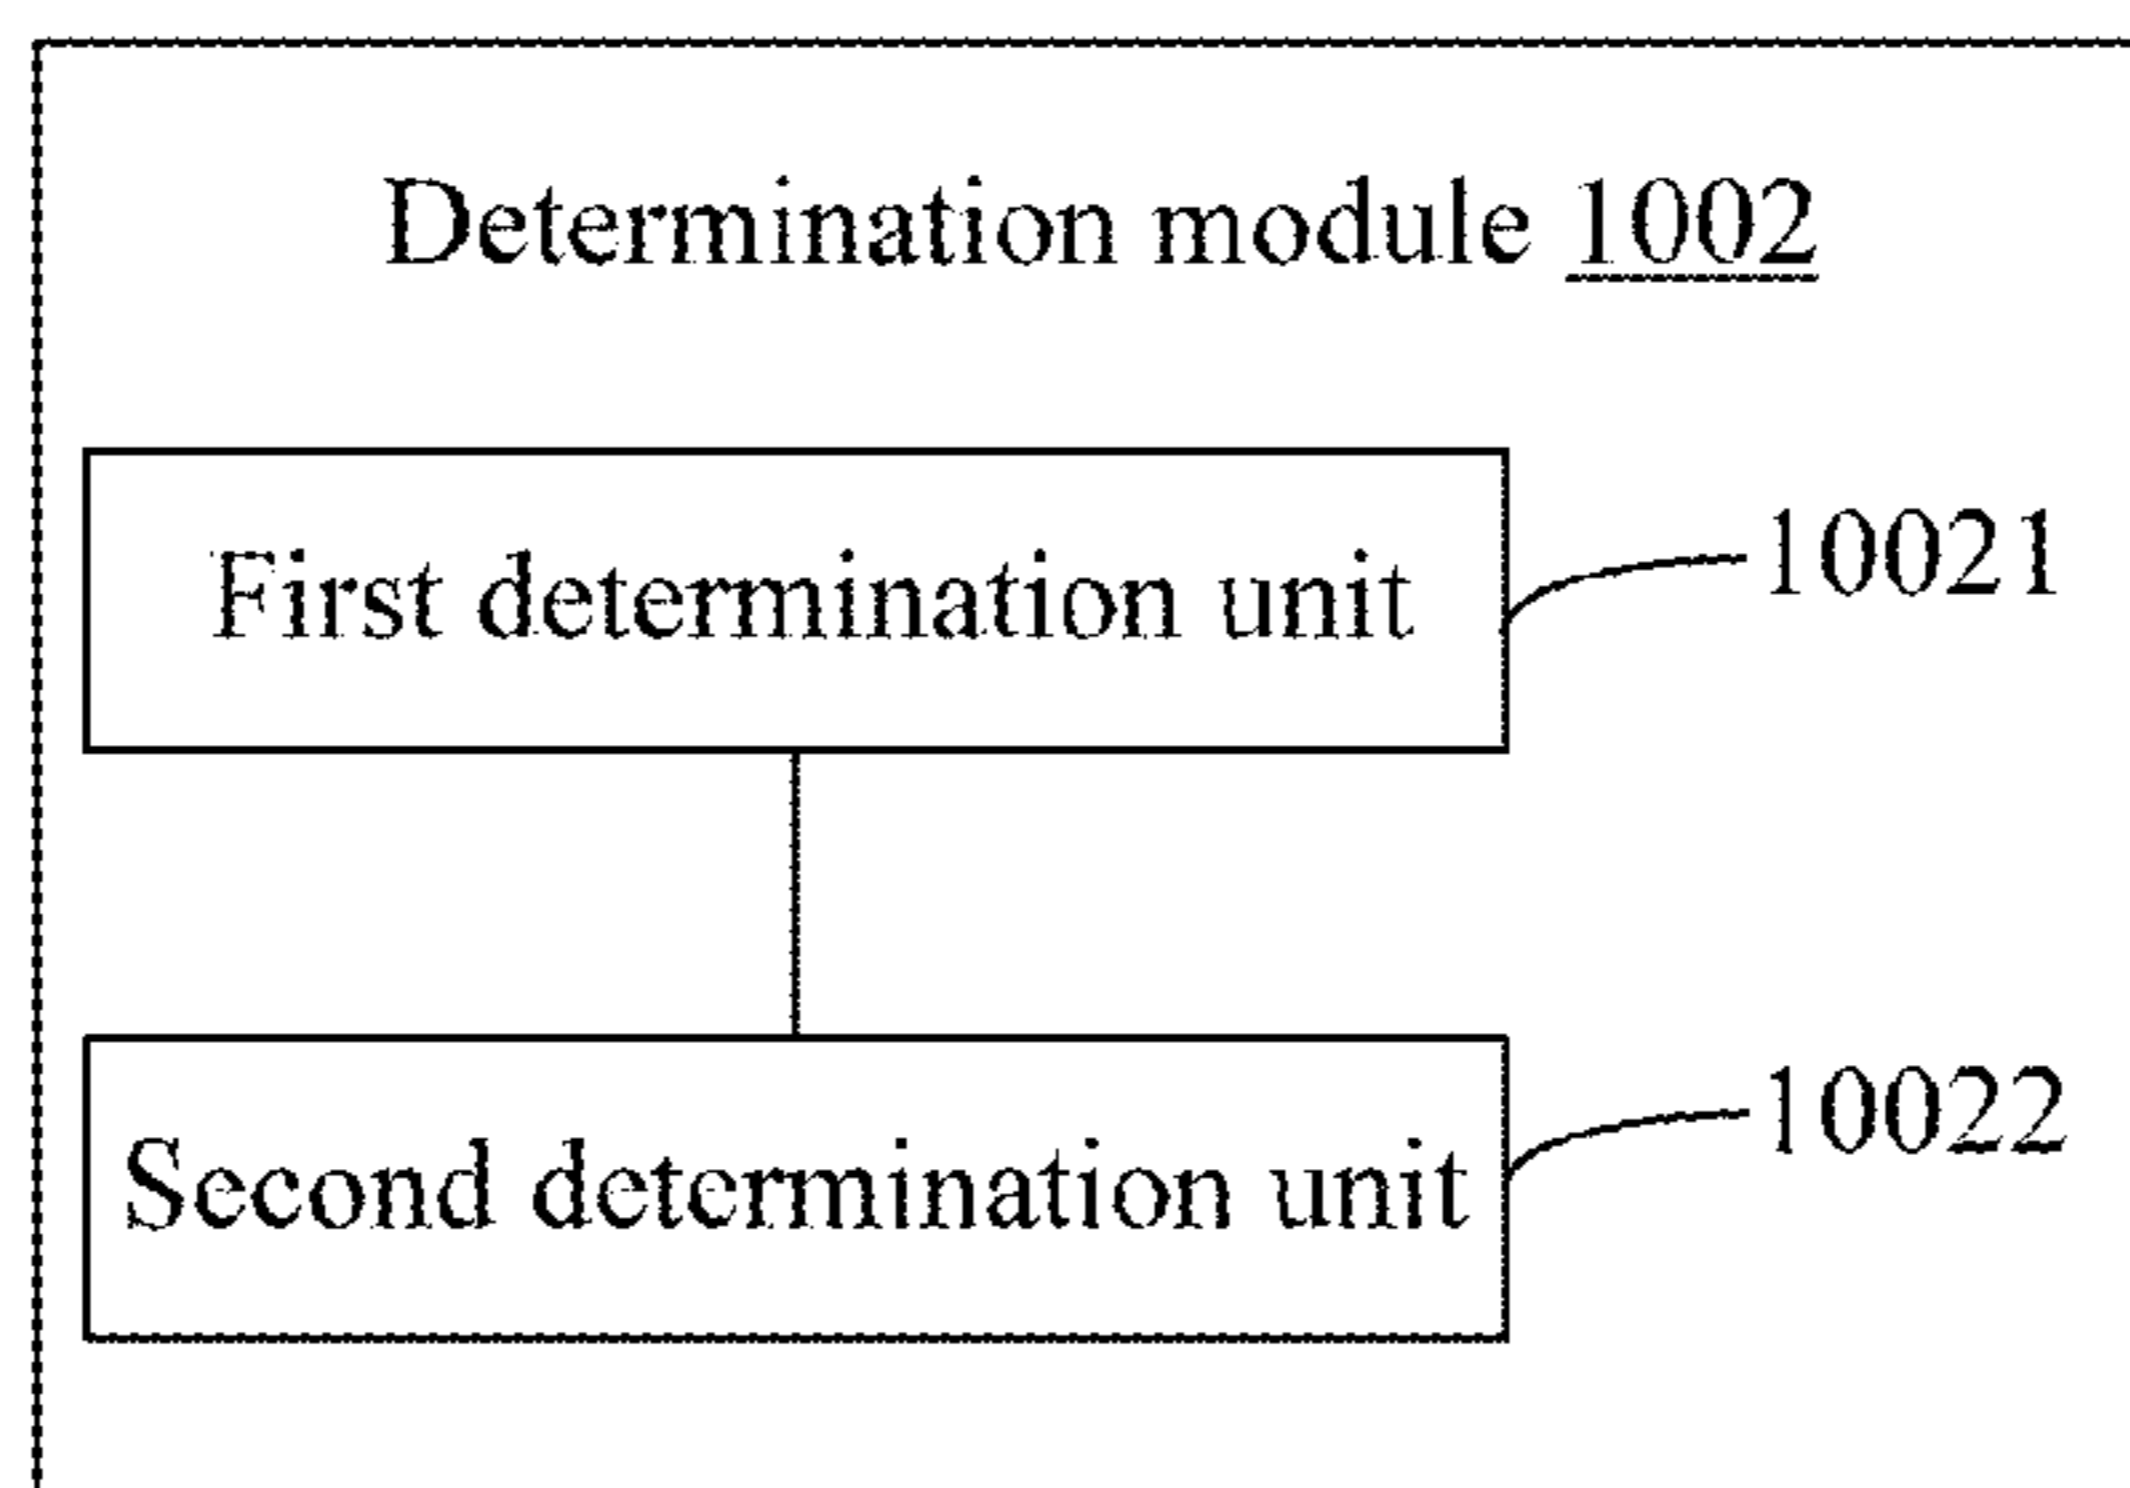 Determination module 1002
First determination unit
10021
Second determination unit
10022